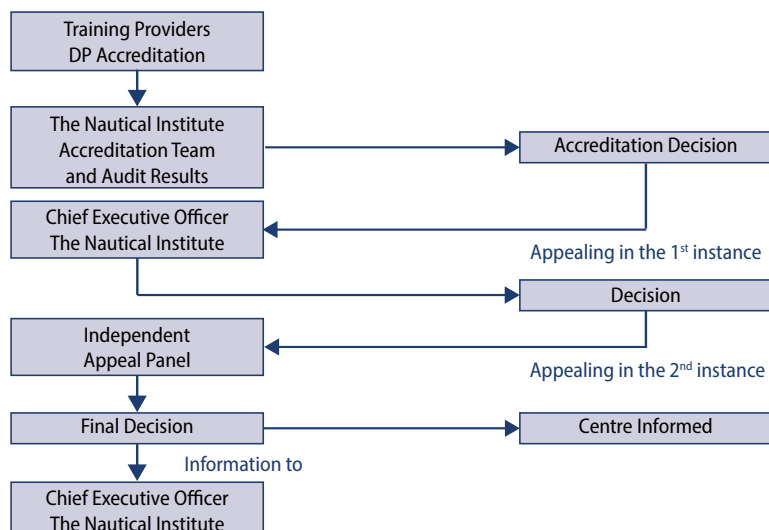 Training Providers
DP Accreditation
The Nautical Institute
Accreditation Team
and Audit Results
Accreditation Decision
Chief Executive Officer
The Nautical Institute
Appealing in the 1st instance
Decision
Independent
Appeal Panel
Appealing in the 2nd instance
Final Decision
Centre Informed
Information to
Chief Executive Officer
The Nautical Institute